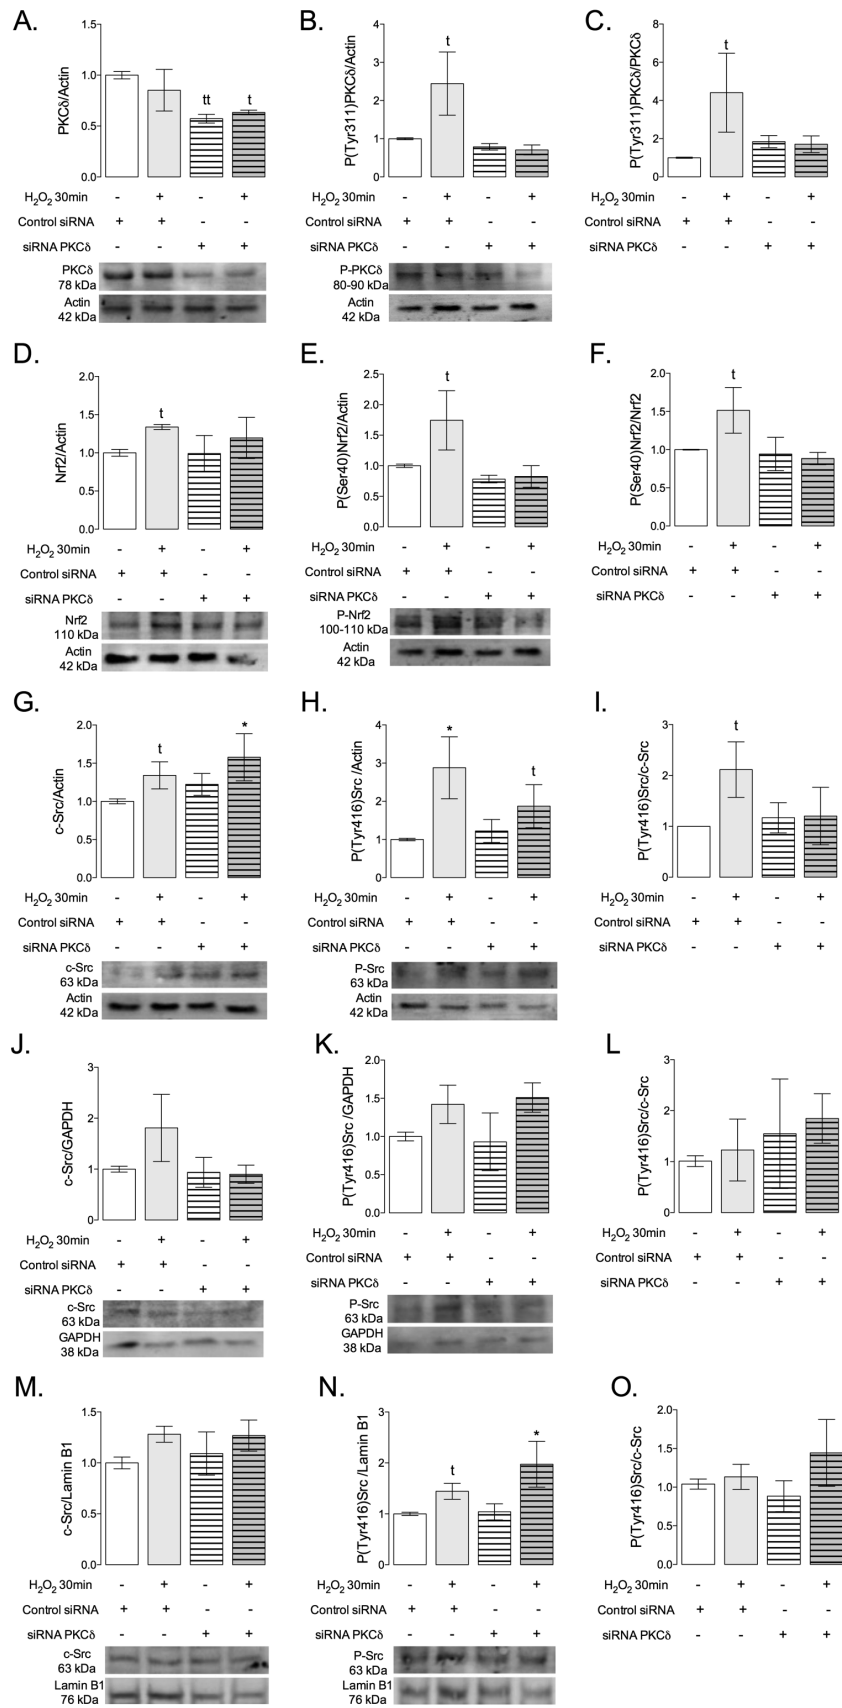 A.
PKCδ/Actin
1.5
1.0
0.5
0.0
tt
t
H₂O₂ 30min - + - +
Control siRNA + + - -
siRNA PKCδ - - + +
PKCδ
78 kDa
Actin
42 kDa
B.
P(Tyr311)PKCδ/Actin
4
3
2
1
0
t
H₂O₂ 30min - + - +
Control siRNA + + - -
siRNA PKCδ - - + +
P-PKCδ
80-90 kDa
Actin
42 kDa
C.
P(Tyr311)PKCδ/PKCδ
8
6
4
2
0
t
H₂O₂ 30min - + - +
Control siRNA + + - -
siRNA PKCδ - - + +
D.
Nrf2/Actin
2.0
1.5
1.0
0.5
0.0
t
H₂O₂ 30min - + - +
Control siRNA + + - -
siRNA PKCδ - - + +
Nrf2
110 kDa
Actin
42 kDa
E.
P(Ser40)Nrf2/Actin
2.5
2.0
1.5
1.0
0.5
0.0
t
H₂O₂ 30min - + - +
Control siRNA + + - -
siRNA PKCδ - - + +
P-Nrf2
100-110 kDa
Actin
42 kDa
F.
P(Ser40)Nrf2/Nrf2
2.0
1.5
1.0
0.5
0.0
t
H₂O₂ 30min - + - +
Control siRNA + + - -
siRNA PKCδ - - + +
G.
c-Src/Actin
2.0
1.5
1.0
0.5
0.0
t
*
H₂O₂ 30min - + - +
Control siRNA + + - -
siRNA PKCδ - - + +
c-Src
63 kDa
Actin
42 kDa
H.
P(Tyr416)Src /Actin
4
3
2
1
0
*
t
H₂O₂ 30min - + - +
Control siRNA + + - -
siRNA PKCδ - - + +
P-Src
63 kDa
Actin
42 kDa
I.
P(Tyr416)Src/c-Src
3
2
1
0
t
H₂O₂ 30min - + - +
Control siRNA + + - -
siRNA PKCδ - - + +
J.
c-Src/GAPDH
3
2
1
0
H₂O₂ 30min - + - +
Control siRNA + + - -
siRNA PKCδ - - + +
c-Src
63 kDa
GAPDH
38 kDa
K.
P(Tyr416)Src /GAPDH
2.0
1.5
1.0
0.5
0.0
H₂O₂ 30min - + - +
Control siRNA + + - -
siRNA PKCδ - - + +
P-Src
63 kDa
GAPDH
38 kDa
L
P(Tyr416)Src/c-Src
3
2
1
0
H₂O₂ 30min - + - +
Control siRNA + + - -
siRNA PKCδ - - + +
M.
c-Src/Lamin B1
1.5
1.0
0.5
0.0
H₂O₂ 30min - + - +
Control siRNA + + - -
siRNA PKCδ - - + +
c-Src
63 kDa
Lamin B1
76 kDa
N.
P(Tyr416)Src /Lamin B1
3
2
1
0
t
*
H₂O₂ 30min - + - +
Control siRNA + + - -
siRNA PKCδ - - + +
P-Src
63 kDa
Lamin B1
76 kDa
O.
P(Tyr416)Src/c-Src
2.0
1.5
1.0
0.5
0.0
H₂O₂ 30min - + - +
Control siRNA + + - -
siRNA PKCδ - - + +